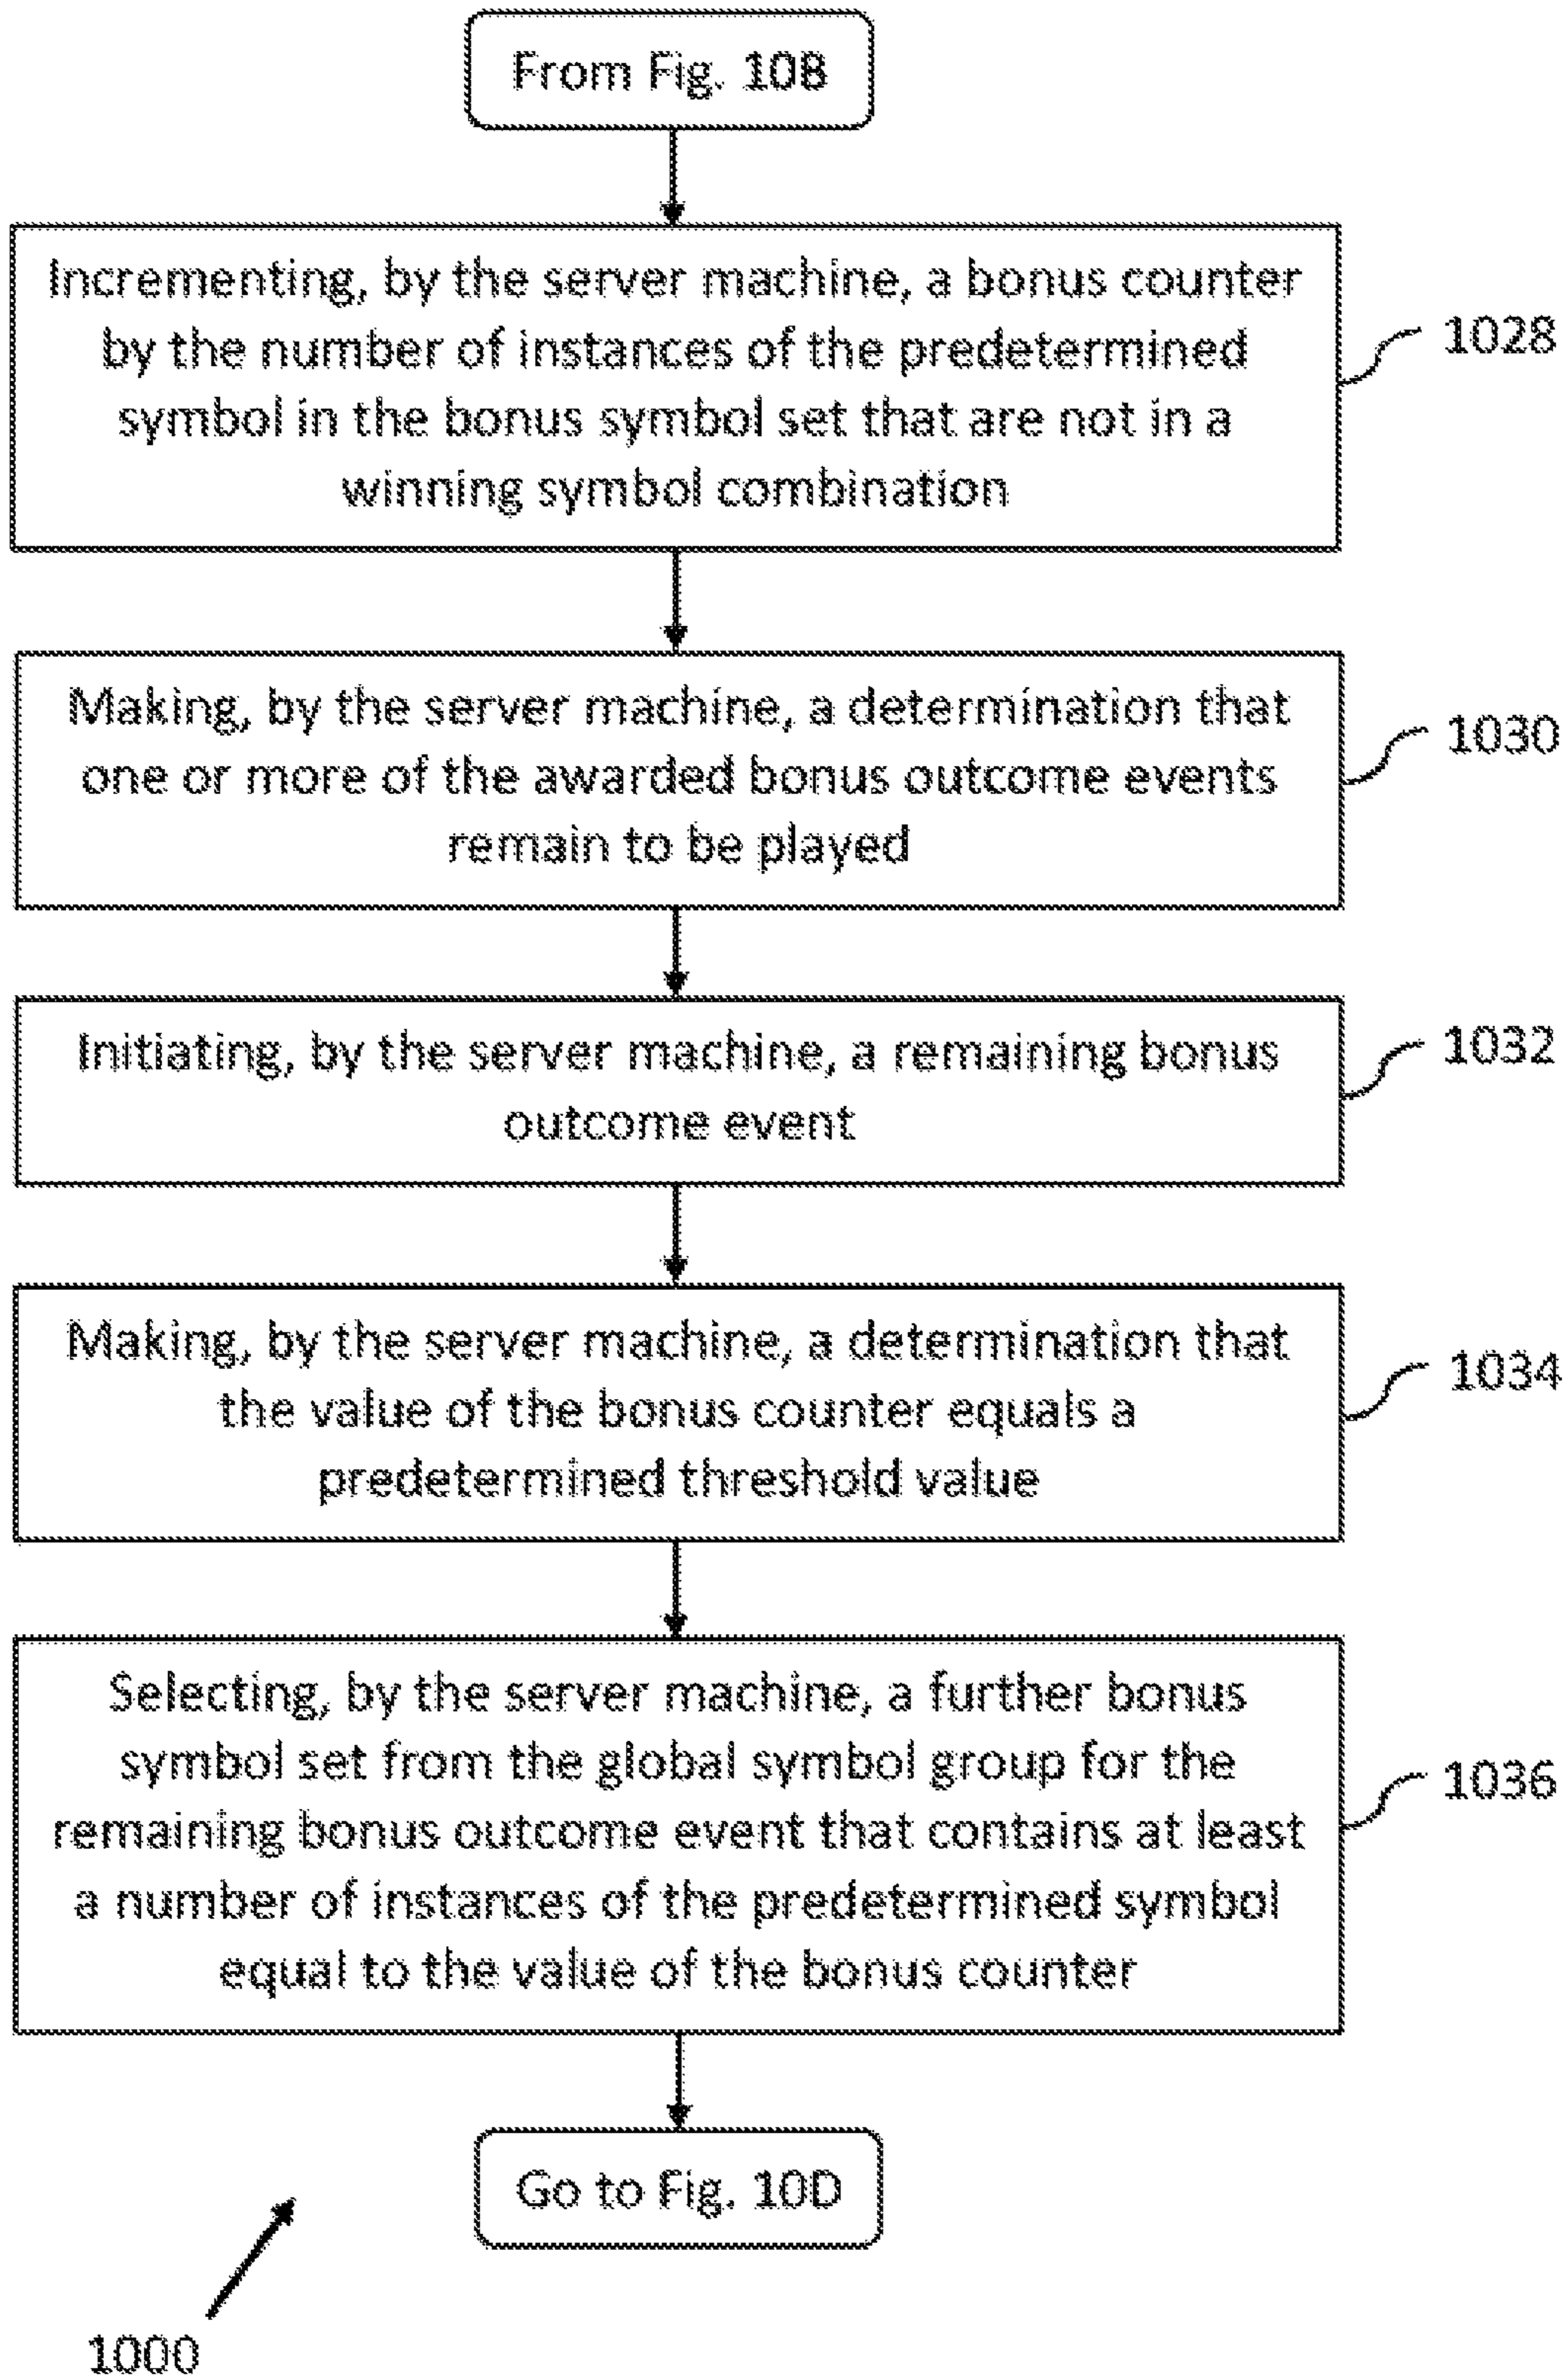 From Fig. 10B
Incrementing, by the server machine, a bonus counter
by the number of instances of the predetermined
symbol in the bonus symbol set that are not in a
winning symbol combination
1028
Making, by the server machine, a determination that
one or more of the awarded bonus outcome events
remain to be played
1030
Initiating, by the server machine, a remaining bonus
outcome event
1032
Making, by the server machine, a determination that
the value of the bonus counter equals a
predetermined threshold value
1034
Selecting, by the server machine, a further bonus
symbol set from the global symbol group for the
remaining bonus outcome event that contains at least
a number of instances of the predetermined symbol
equal to the value of the bonus counter
1036
Go to Fig. 10D
1000